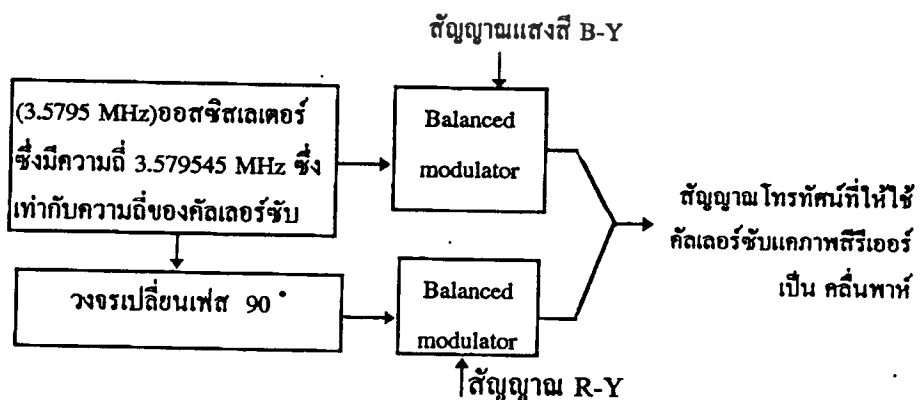 สัญญาณแสงสี B-Y
(3.5795 MHz)ออสซิสเลเตอร์
ซึ่งมีความถี่ 3.579545 MHz ซึ่ง
เท่ากับความถี่ของคัลเลอร์ซับ
Balanced
modulator
สัญญาณโทรทัศน์ที่ให้ใช้
คัลเลอร์ซับแคภาพสีรีเออร์
เป็น คลื่นพาห์
วงจรเปลี่ยนเฟส 90°
Balanced
modulator
สัญญาณ R-Y